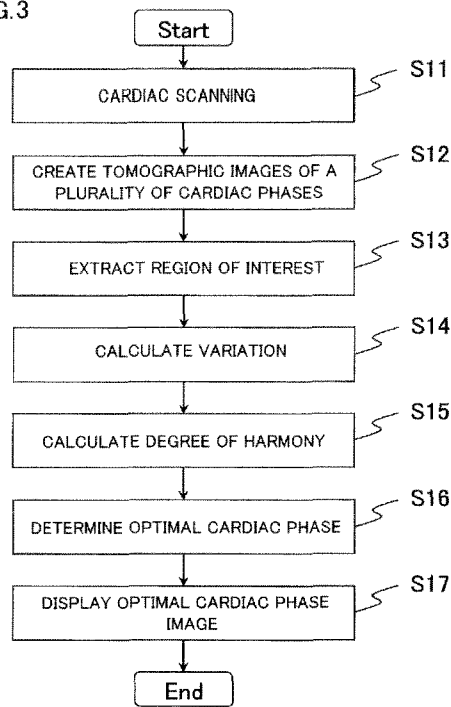 G.3
Start
CARDIAC SCANNING
S11
CREATE TOMOGRAPHIC IMAGES OF A
PLURALITY OF CARDIAC PHASES
S12
EXTRACT REGION OF INTEREST
S13
CALCULATE VARIATION
S14
CALCULATE DEGREE OF HARMONY
S15
DETERMINE OPTIMAL CARDIAC PHASE
S16
DISPLAY OPTIMAL CARDIAC PHASE
IMAGE
S17
End